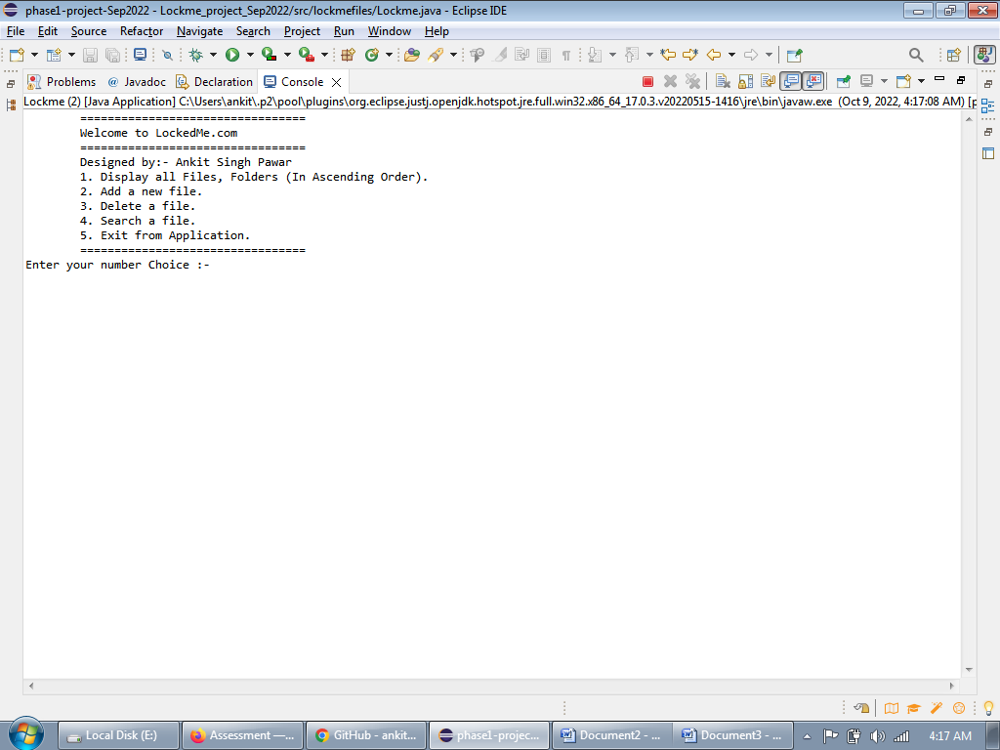 phase1-project-Sep2022 - Lockme_project_Sep2022/src/lockmefiles/Lockme.java - Eclipse IDE
File Edit Source Refactor Navigate Search Project Run Window Help
Problems @ Javadoc Declaration Console
Lockme (2) [Java Application] C:\Users\ankit\.p2\pool\plugins\org.eclipse.justj.openjdk.hotspot.jre.full.win32.x86_64_17.0.3.v20220515-1416\jre\bin\javaw.exe (Oct 9, 2022, 4:17:08 AM) [p
=================================
Welcome to LockedMe.com
=================================
Designed by:- Ankit Singh Pawar
1. Display all Files, Folders (In Ascending Order).
2. Add a new file.
3. Delete a file.
4. Search a file.
5. Exit from Application.
=================================
Enter your number Choice :-
Local Disk (E:) Assessment —... GitHub - ankit... phase1-projec... Document2 - ... Document3 - ... 4:17 AM